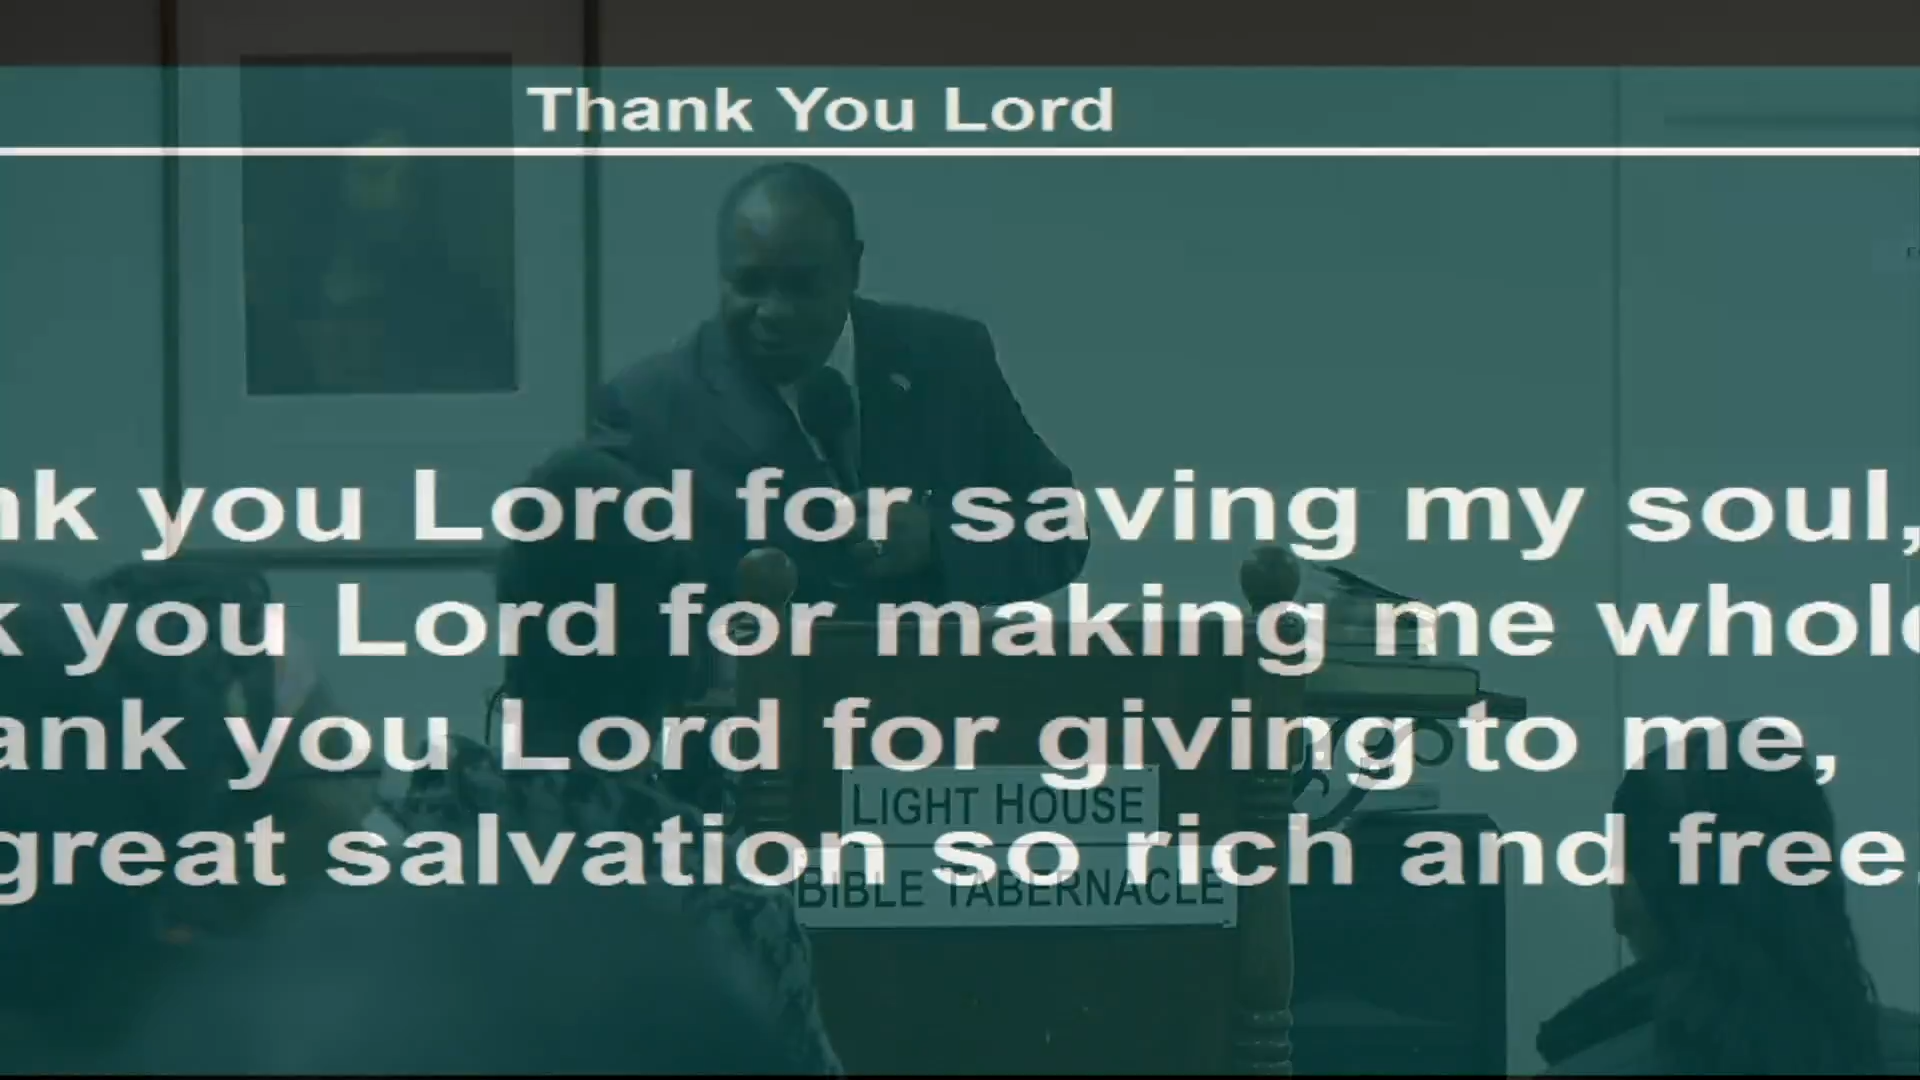 Thank You Lord
nk you Lord for saving my soul,
k you Lord for making me whole
ank you Lord for giving to me,
great salvation so rich and free.
LIGHT HOUSE
BIBLE TABERNACLE